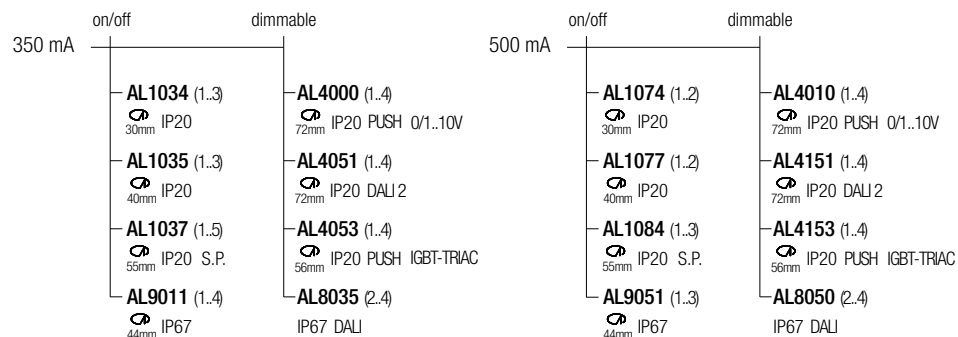 on/off dimmable
350 mA
AL1034 (1..3)
30mm IP20
AL1035 (1..3)
40mm IP20
AL1037 (1..5)
55mm IP20 S.P.
AL9011 (1..4)
44mm IP67
AL4000 (1..4)
72mm IP20 PUSH 0/1..10V
AL4051 (1..4)
72mm IP20 DALI 2
AL4053 (1..4)
56mm IP20 PUSH IGBT-TRIAC
AL8035 (2..4)
IP67 DALI
on/off dimmable
500 mA
AL1074 (1..2)
30mm IP20
AL1077 (1..2)
40mm IP20
AL1084 (1..3)
55mm IP20 S.P.
AL9051 (1..3)
44mm IP67
AL4010 (1..4)
72mm IP20 PUSH 0/1..10V
AL4151 (1..4)
72mm IP20 DALI 2
AL4153 (1..4)
56mm IP20 PUSH IGBT-TRIAC
AL8050 (2..4)
IP67 DALI